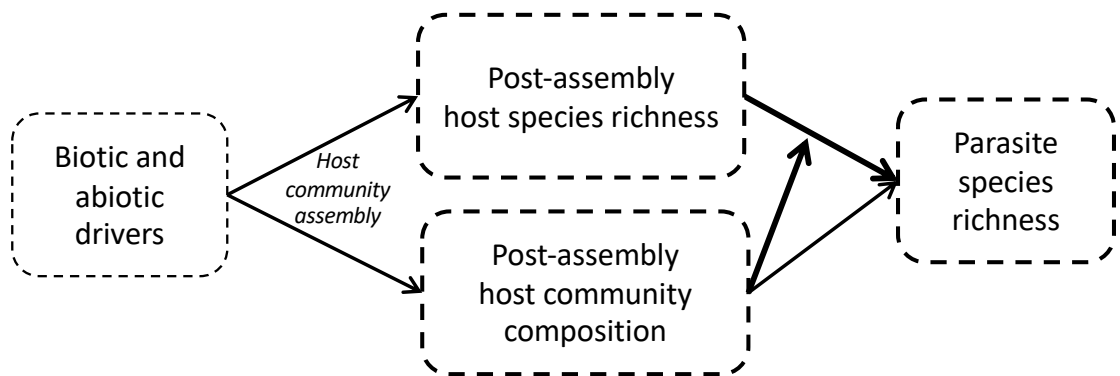 Biotic and
abiotic
drivers
Host
community
assembly
Post-assembly
host species richness
Post-assembly
host community
composition
Parasite
species
richness